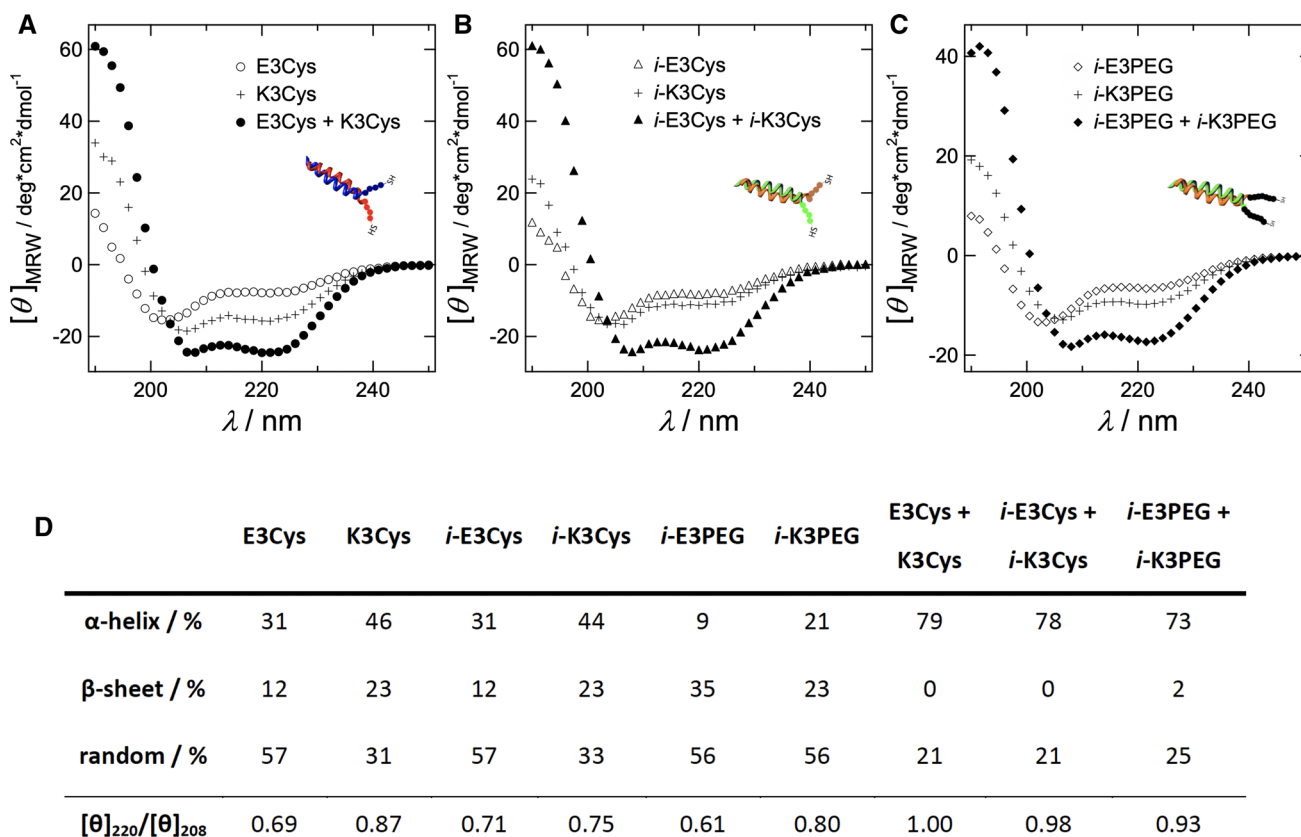 A
B
C
60
40
20
0
-20
[θ]MRW / deg*cm²*dmol⁻¹
○ E3Cys
+ K3Cys
● E3Cys + K3Cys
SH
HS
200 220 240
λ / nm
60
40
20
0
-20
[θ]MRW / deg*cm²*dmol⁻¹
△ i-E3Cys
+ i-K3Cys
▲ i-E3Cys + i-K3Cys
SH
HS
200 220 240
λ / nm
40
20
0
-20
[θ]MRW / deg*cm²*dmol⁻¹
◇ i-E3PEG
+ i-K3PEG
◆ i-E3PEG + i-K3PEG
200 220 240
λ / nm
D
E3Cys K3Cys i-E3Cys i-K3Cys i-E3PEG i-K3PEG E3Cys + K3Cys i-E3Cys + i-K3Cys i-E3PEG + i-K3PEG
α-helix / % 31 46 31 44 9 21 79 78 73
β-sheet / % 12 23 12 23 35 23 0 0 2
random / % 57 31 57 33 56 56 21 21 25
[θ]₂₂₀/[θ]₂₀₈ 0.69 0.87 0.71 0.75 0.61 0.80 1.00 0.98 0.93